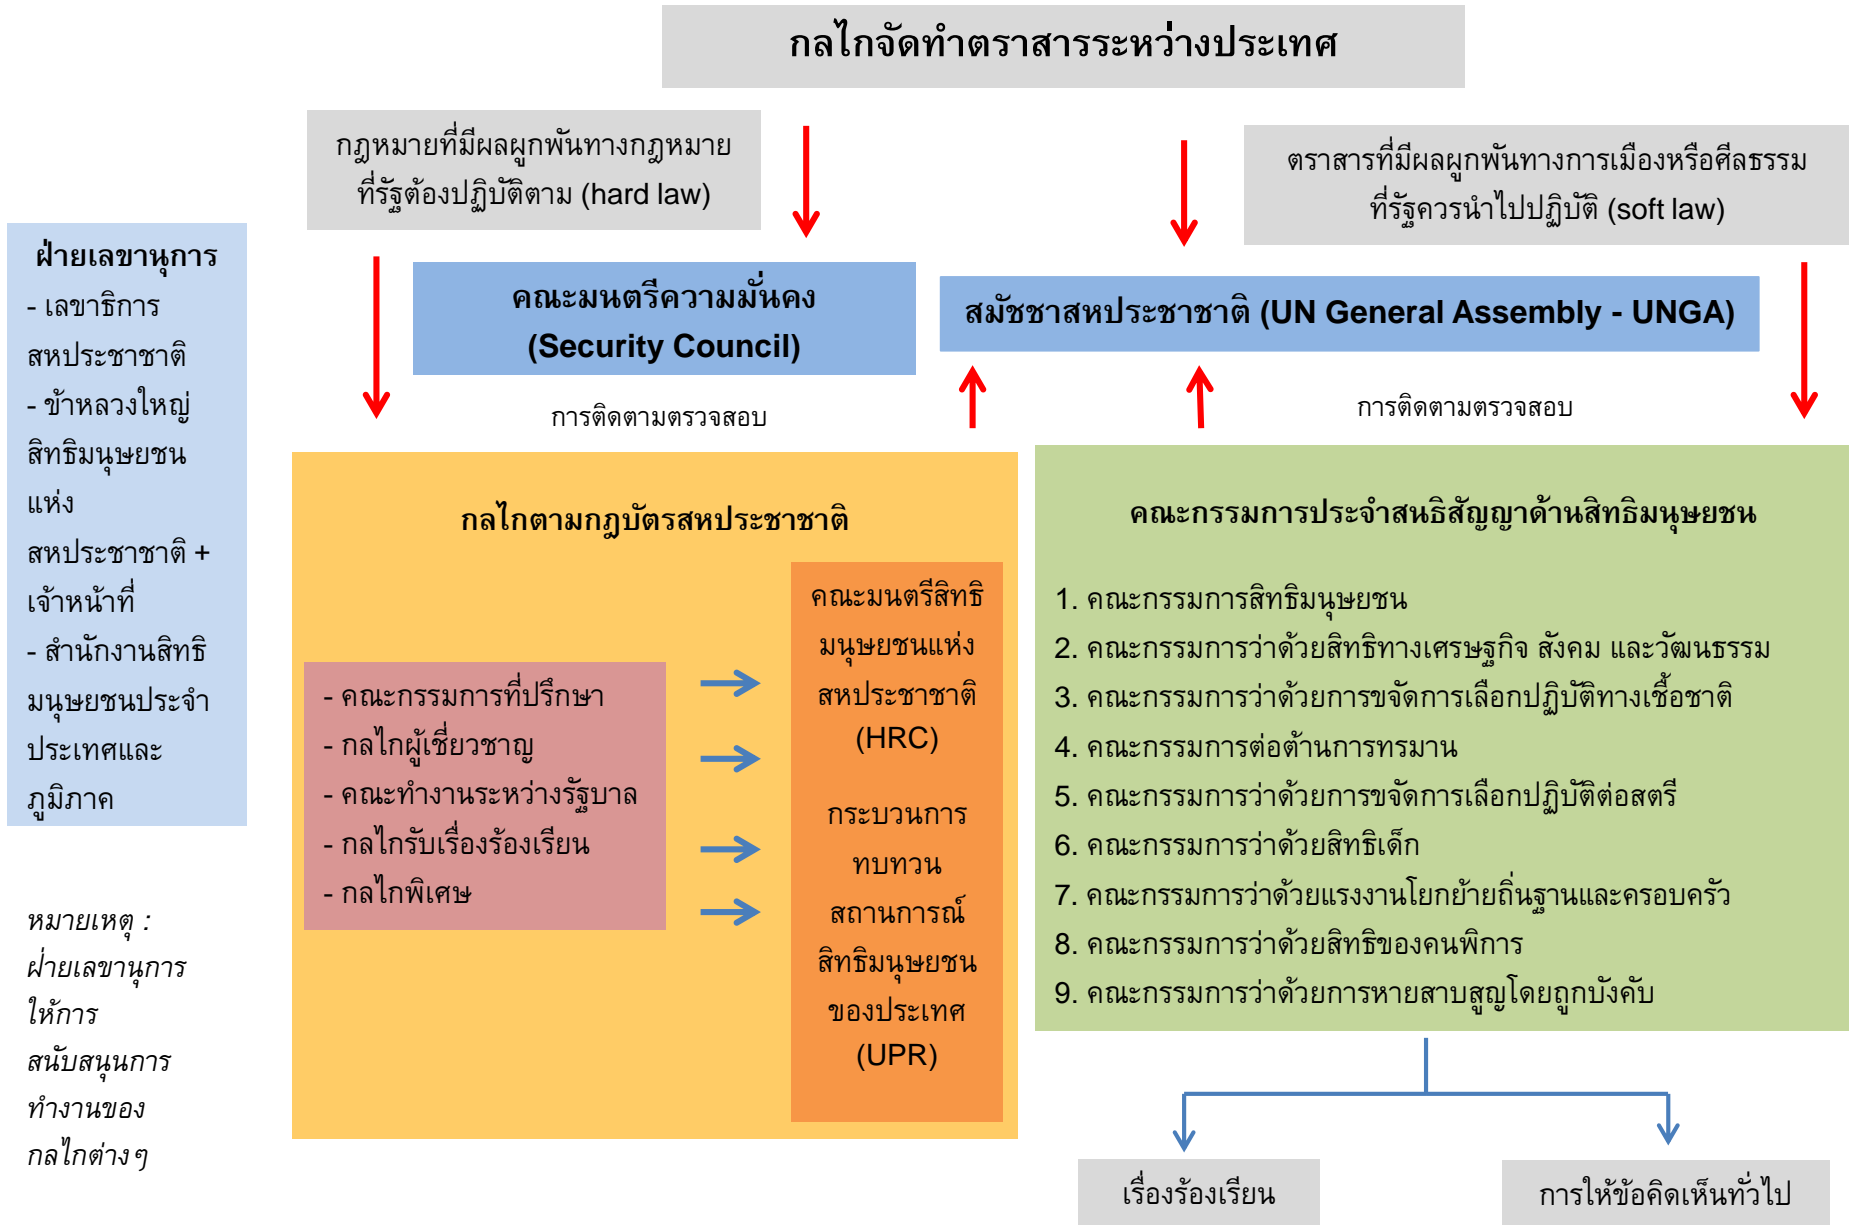 กลไกจัดทำตราสารระหว่างประเทศ
กฎหมายที่มีผลผูกพันทางกฎหมาย
ที่รัฐต้องปฏิบัติตาม (hard law)
ตราสารที่มีผลผูกพันทางการเมืองหรือศีลธรรม
ที่รัฐควรนำไปปฏิบัติ (soft law)
ฝ่ายเลขานุการ
- เลขาธิการ
สหประชาชาติ
- ข้าหลวงใหญ่
สิทธิมนุษยชน
แห่ง
สหประชาชาติ +
เจ้าหน้าที่
- สำนักงานสิทธิ
มนุษยชนประจำ
ประเทศและ
ภูมิภาค
หมายเหตุ :
ฝ่ายเลขานุการ
ให้การ
สนับสนุนการ
ทำงานของ
กลไกต่างๆ
คณะมนตรีความมั่นคง
(Security Council)
สมัชชาสหประชาชาติ (UN General Assembly - UNGA)
การติดตามตรวจสอบ
การติดตามตรวจสอบ
กลไกตามกฎบัตรสหประชาชาติ
- คณะกรรมการที่ปรึกษา
- กลไกผู้เชี่ยวชาญ
- คณะทำงานระหว่างรัฐบาล
- กลไกรับเรื่องร้องเรียน
- กลไกพิเศษ
คณะมนตรีสิทธิ
มนุษยชนแห่ง
สหประชาชาติ
(HRC)
กระบวนการ
ทบทวน
สถานการณ์
สิทธิมนุษยชน
ของประเทศ
(UPR)
คณะกรรมการประจำสนธิสัญญาด้านสิทธิมนุษยชน
1. คณะกรรมการสิทธิมนุษยชน
2. คณะกรรมการว่าด้วยสิทธิทางเศรษฐกิจ สังคม และวัฒนธรรม
3. คณะกรรมการว่าด้วยการขจัดการเลือกปฏิบัติทางเชื้อชาติ
4. คณะกรรมการต่อต้านการทรมาน
5. คณะกรรมการว่าด้วยการขจัดการเลือกปฏิบัติต่อสตรี
6. คณะกรรมการว่าด้วยสิทธิเด็ก
7. คณะกรรมการว่าด้วยแรงงานโยกย้ายถิ่นฐานและครอบครัว
8. คณะกรรมการว่าด้วยสิทธิของคนพิการ
9. คณะกรรมการว่าด้วยการหายสาบสูญโดยถูกบังคับ
เรื่องร้องเรียน
การให้ข้อคิดเห็นทั่วไป